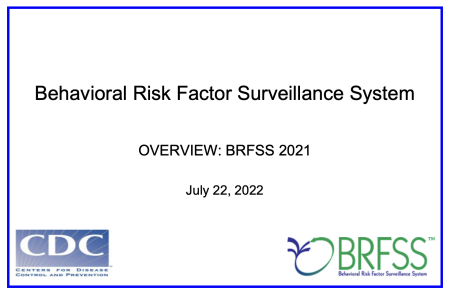 Behavioral Risk Factor Surveillance System
OVERVIEW: BRFSS 2021
July 22, 2022
CDC
CENTERS FOR DISEASE
CONTROL AND PREVENTION
BRFSS™
Behavioral Risk Factor Surveillance System